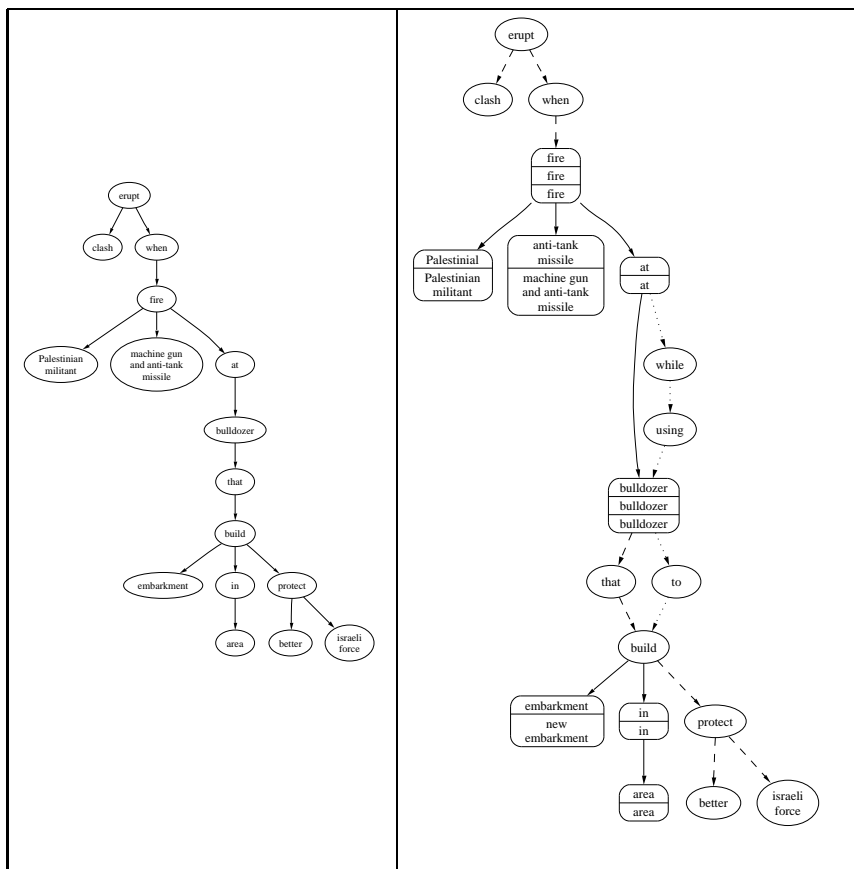 erupt
clash
when
fire
Palestinian
militant
machine gun
and anti-tank
missile
at
bulldozer
that
build
embarkment
in
protect
area
better
israeli
force
erupt
clash
when
fire
fire
fire
Palestinial
Palestinian
militant
anti-tank
missile
machine gun
and anti-tank
missile
at
at
while
using
bulldozer
bulldozer
bulldozer
that
to
build
embarkment
new
embarkment
in
in
protect
area
area
better
israeli
force